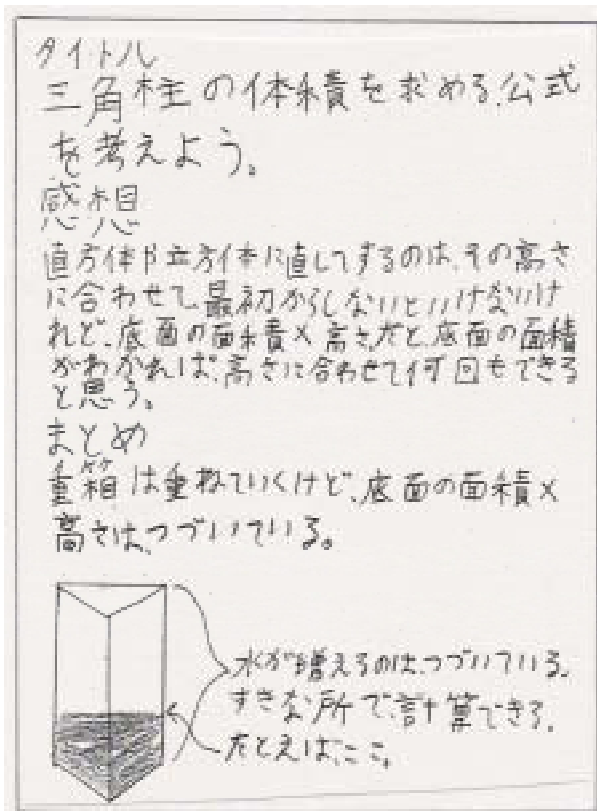 タイトル
三角柱の体積を求める公式
を考えよう。
感想
直方体や立方体に直してするのは、その高さ
に合わせて最初からしないといけないけ
れど、底面の面積×高さだと、底面の面積
がわかれば、高さに合わせて何回もできる
と思う。
まとめ
重箱は重ねていくけど、底面の面積×
高さは、つづいている。
水が増えるのは、つづいている。
すきな所で、計算できる。
たとえば、ここ。